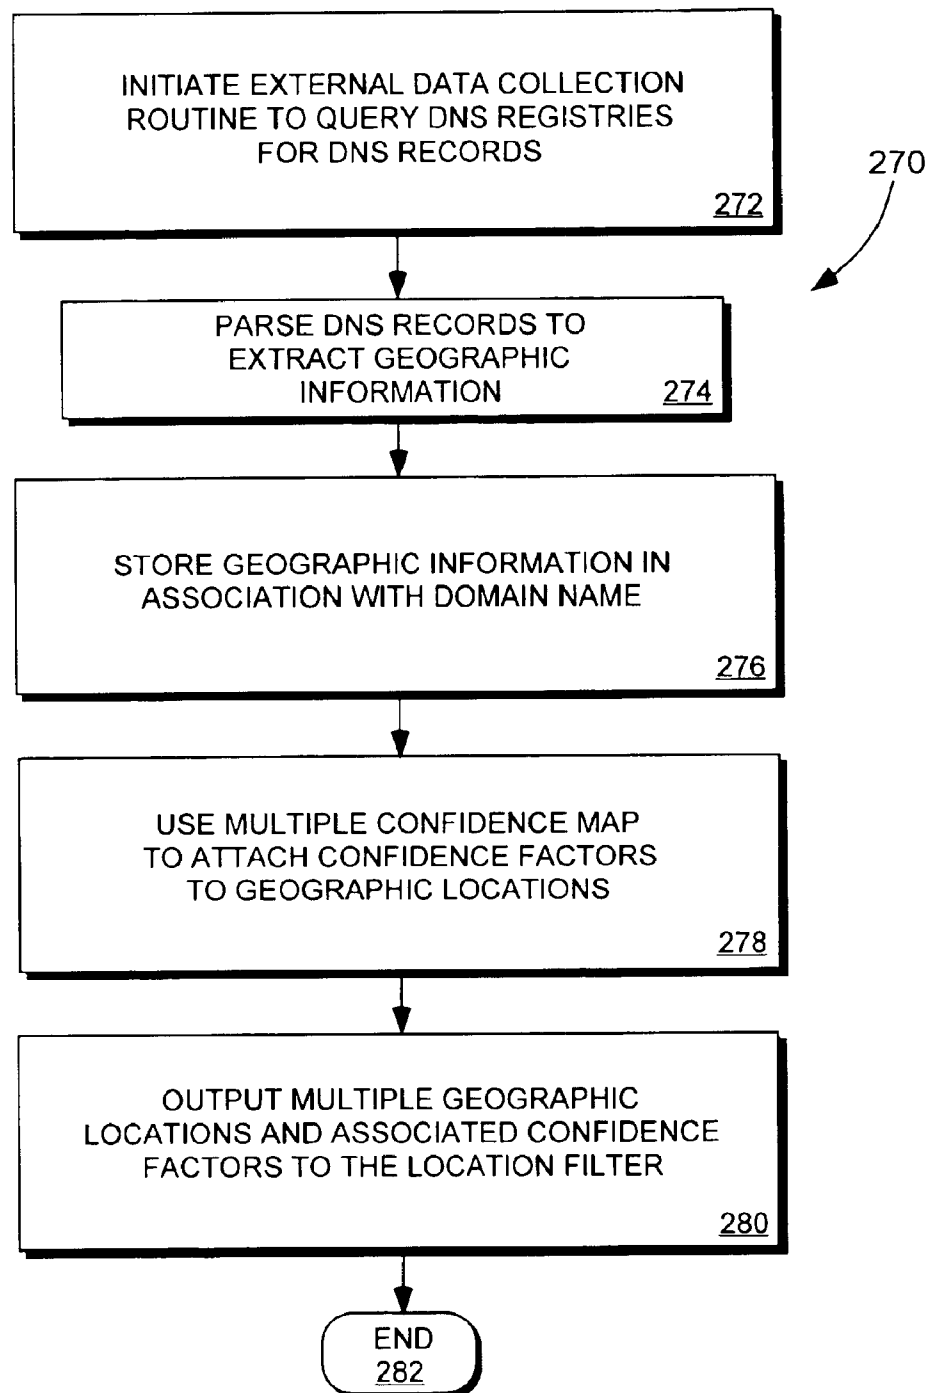 INITIATE EXTERNAL DATA COLLECTION
ROUTINE TO QUERY DNS REGISTRIES
FOR DNS RECORDS
272
270
PARSE DNS RECORDS TO
EXTRACT GEOGRAPHIC
INFORMATION
274
STORE GEOGRAPHIC INFORMATION IN
ASSOCIATION WITH DOMAIN NAME
276
USE MULTIPLE CONFIDENCE MAP
TO ATTACH CONFIDENCE FACTORS
TO GEOGRAPHIC LOCATIONS
278
OUTPUT MULTIPLE GEOGRAPHIC
LOCATIONS AND ASSOCIATED CONFIDENCE
FACTORS TO THE LOCATION FILTER
280
END
282